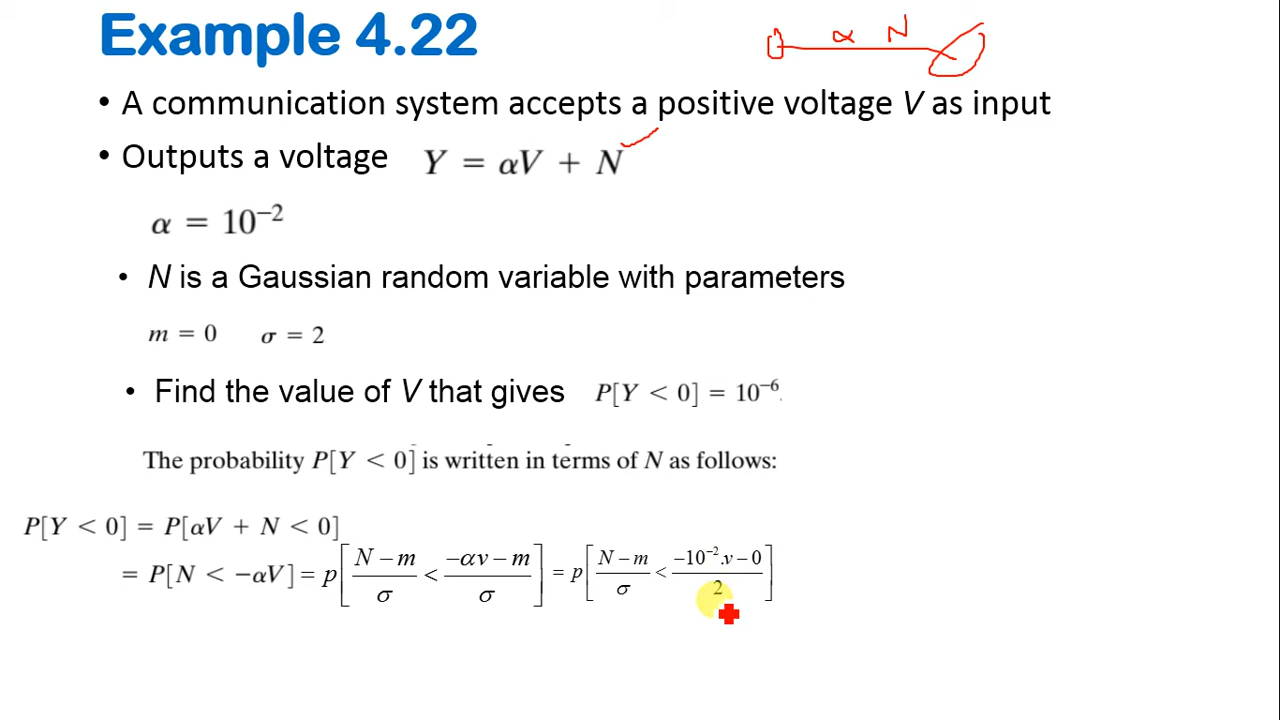 Example 4.22
α N
• A communication system accepts a positive voltage V as input
• Outputs a voltage Y = αV + N
α = 10⁻²
• N is a Gaussian random variable with parameters
m = 0 σ = 2
• Find the value of V that gives P[Y < 0] = 10⁻⁶.
The probability P[Y < 0] is written in terms of N as follows:
P[Y < 0] = P[αV + N < 0]
= P[N < −αV] = p[(N − m)/σ < (−αv − m)/σ] = p[(N − m)/σ < (−10⁻².v − 0)/2]